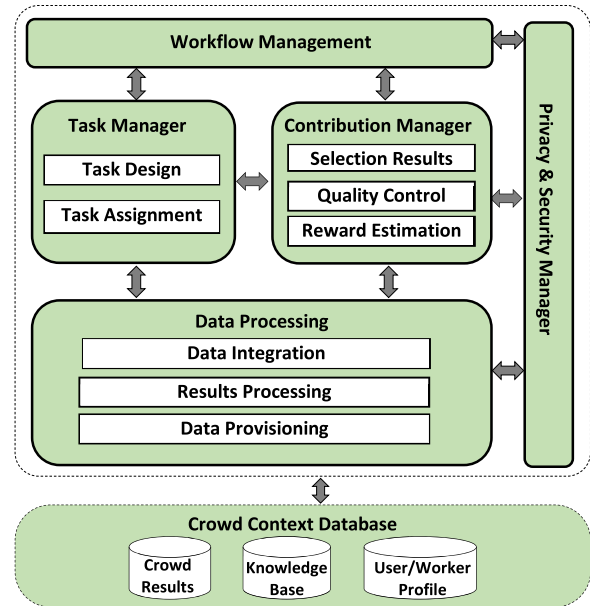 Workflow Management
Task Manager
Task Design
Task Assignment
Contribution Manager
Selection Results
Quality Control
Reward Estimation
Privacy & Security Manager
Data Processing
Data Integration
Results Processing
Data Provisioning
Crowd Context Database
Crowd
Results
Knowledge
Base
User/Worker
Profile